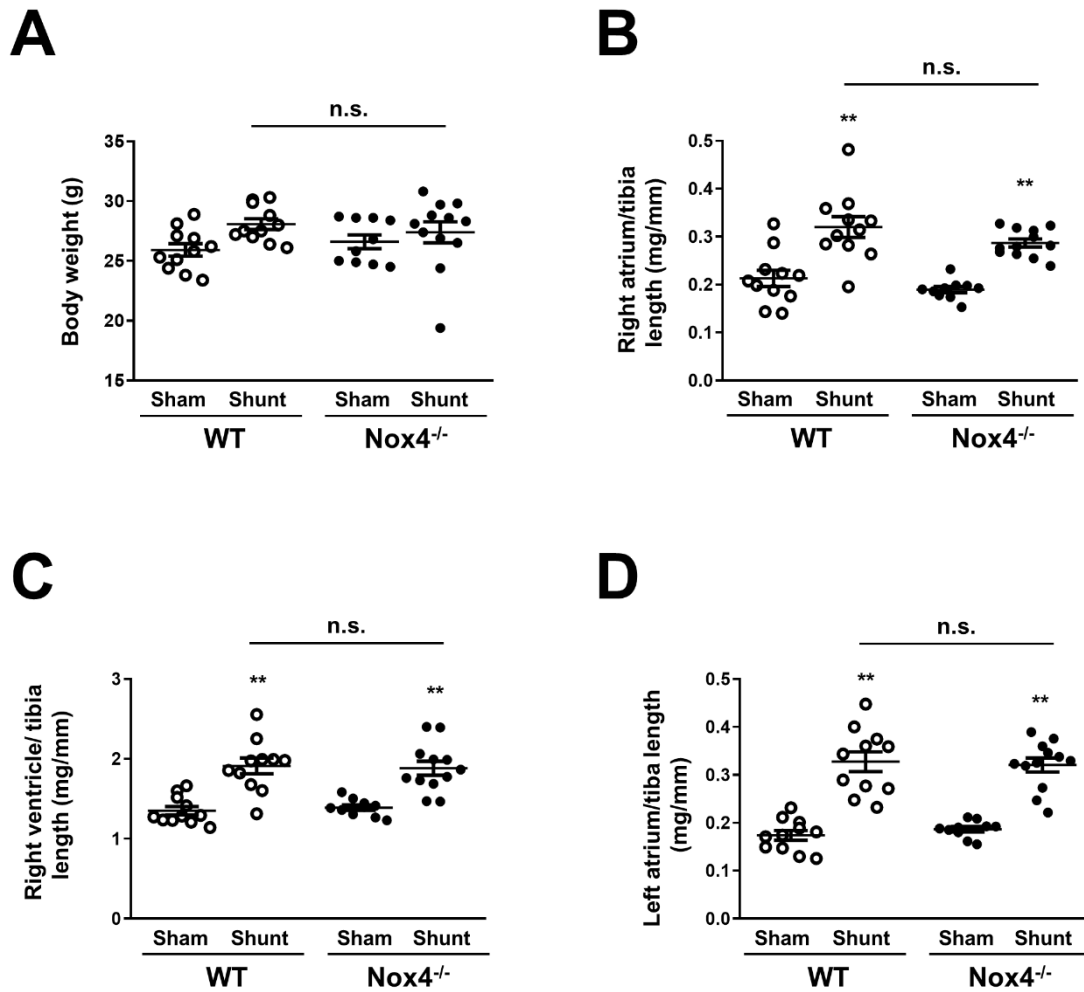 A
n.s.
Body weight (g)
35
30
25
20
15
Sham Shunt Sham Shunt
WT Nox4-/-
B
n.s.
**
**
Right atrium/tibia
length (mg/mm)
0.5
0.4
0.3
0.2
0.1
0.0
Sham Shunt Sham Shunt
WT Nox4-/-
C
n.s.
**
**
Right ventricle/ tibia
length (mg/mm)
3
2
1
0
Sham Shunt Sham Shunt
WT Nox4-/-
D
n.s.
**
**
Left atrium/tiba length
(mg/mm)
0.5
0.4
0.3
0.2
0.1
0.0
Sham Shunt Sham Shunt
WT Nox4-/-